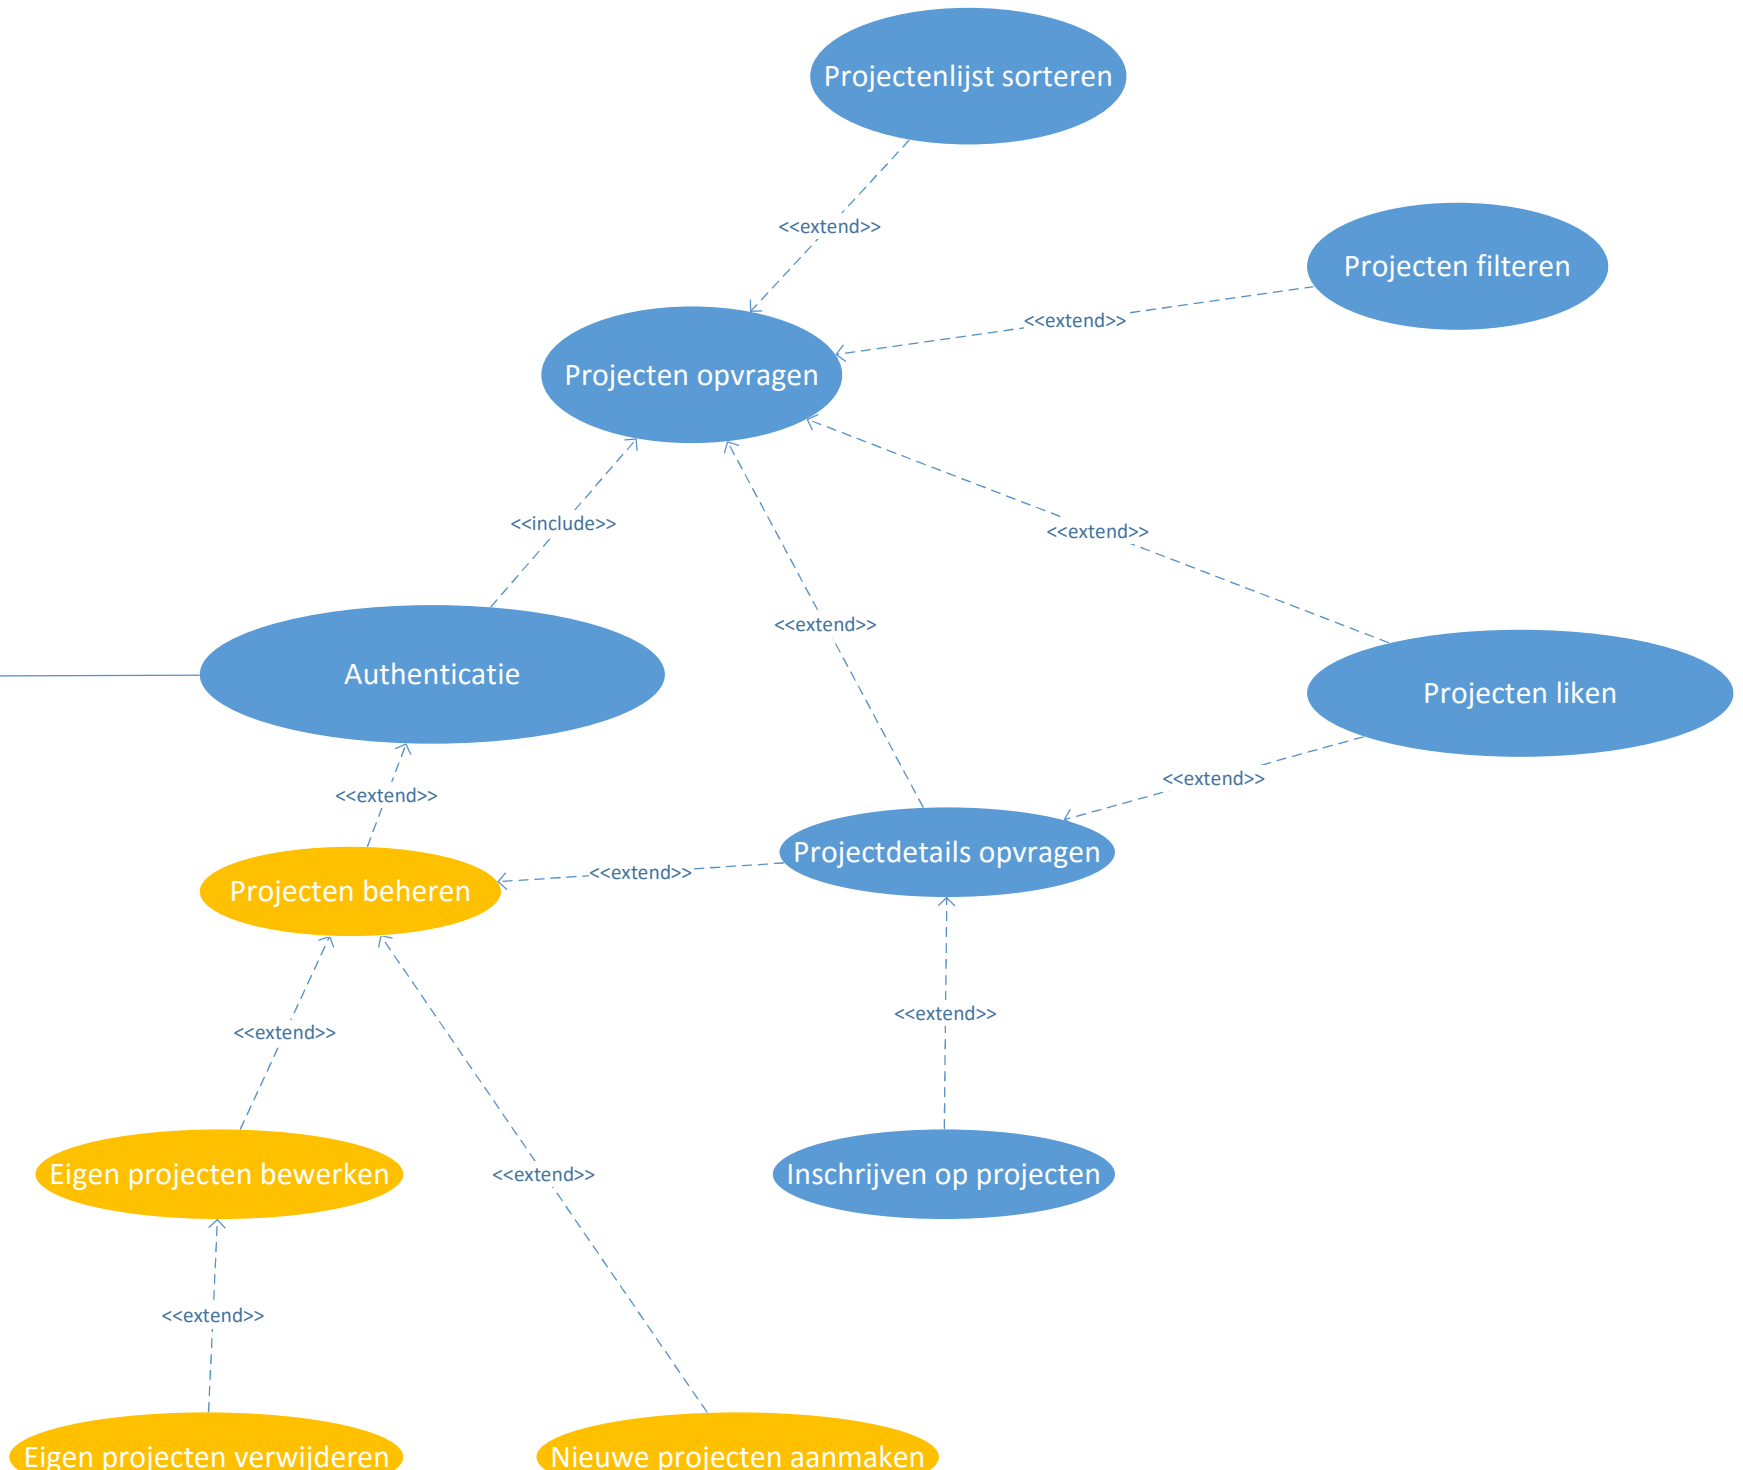 Projectenlijst sorteren
<<extend>>
Projecten filteren
<<extend>>
Projecten opvragen
<<include>>
<<extend>>
<<extend>>
Authenticatie
Projecten liken
<<extend>>
<<extend>>
Projectdetails opvragen
<<extend>>
Projecten beheren
<<extend>>
<<extend>>
Eigen projecten bewerken
<<extend>>
Inschrijven op projecten
<<extend>>
Eigen projecten verwijderen
Nieuwe projecten aanmaken